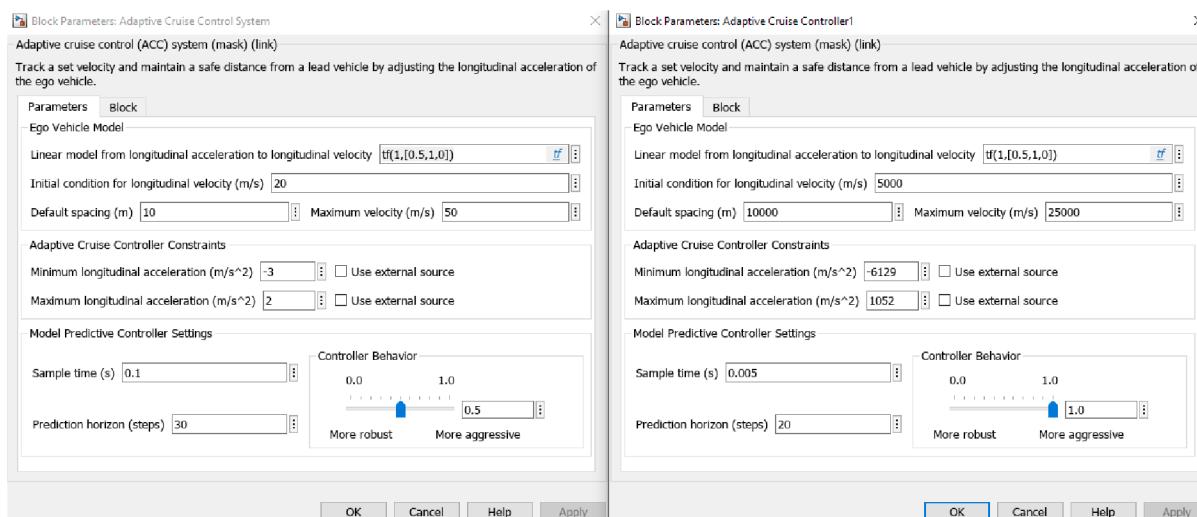 Block Parameters: Adaptive Cruise Control System
Adaptive cruise control (ACC) system (mask) (link)
Track a set velocity and maintain a safe distance from a lead vehicle by adjusting the longitudinal acceleration of
the ego vehicle.
Parameters Block
Ego Vehicle Model
Linear model from longitudinal acceleration to longitudinal velocity tf(1,[0.5,1,0]) tf
Initial condition for longitudinal velocity (m/s) 20
Default spacing (m) 10 Maximum velocity (m/s) 50
Adaptive Cruise Controller Constraints
Minimum longitudinal acceleration (m/s^2) -3 Use external source
Maximum longitudinal acceleration (m/s^2) 2 Use external source
Model Predictive Controller Settings
Controller Behavior
Sample time (s) 0.1
0.0 1.0
0.5
Prediction horizon (steps) 30
More robust More aggressive
OK Cancel Help Apply
Block Parameters: Adaptive Cruise Controller1
Adaptive cruise control (ACC) system (mask) (link)
Track a set velocity and maintain a safe distance from a lead vehicle by adjusting the longitudinal acceleration of
the ego vehicle.
Parameters Block
Ego Vehicle Model
Linear model from longitudinal acceleration to longitudinal velocity tf(1,[0.5,1,0]) tf
Initial condition for longitudinal velocity (m/s) 5000
Default spacing (m) 10000 Maximum velocity (m/s) 25000
Adaptive Cruise Controller Constraints
Minimum longitudinal acceleration (m/s^2) -6129 Use external source
Maximum longitudinal acceleration (m/s^2) 1052 Use external source
Model Predictive Controller Settings
Controller Behavior
Sample time (s) 0.005
0.0 1.0
1.0
Prediction horizon (steps) 20
More robust More aggressive
OK Cancel Help Apply